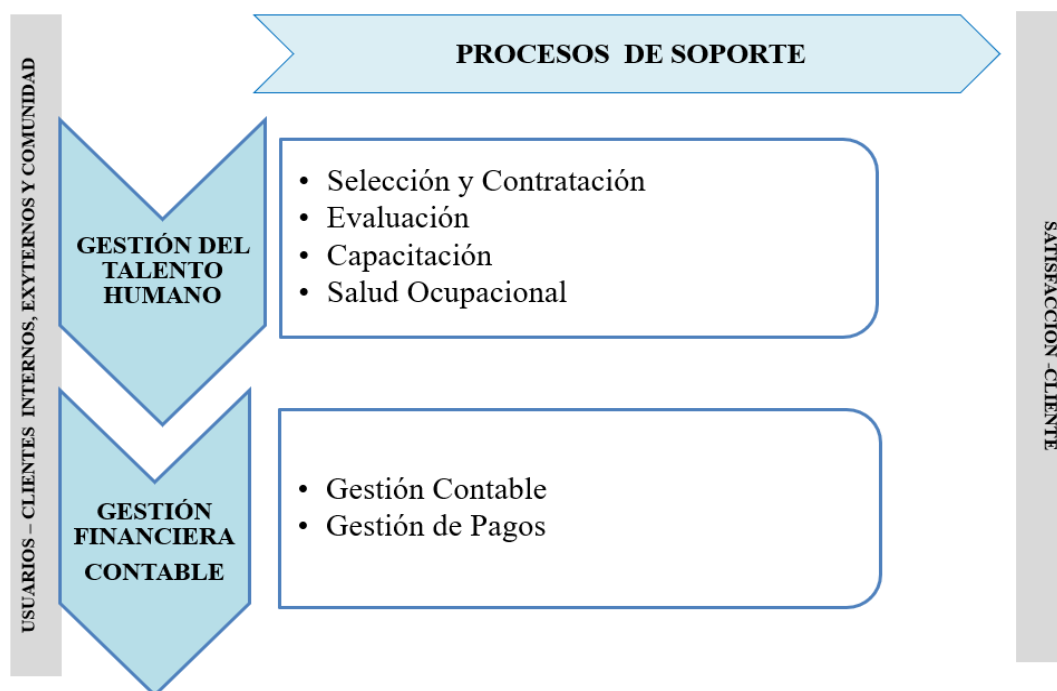 PROCESOS DE SOPORTE
USUARIOS – CLIENTES INTERNOS, EXYTERNOS Y COMUNIDAD
GESTIÓN DEL
TALENTO
HUMANO
• Selección y Contratación
• Evaluación
• Capacitación
• Salud Ocupacional
GESTIÓN
FINANCIERA
CONTABLE
• Gestión Contable
• Gestión de Pagos
SATISFACCION -CLIENTE